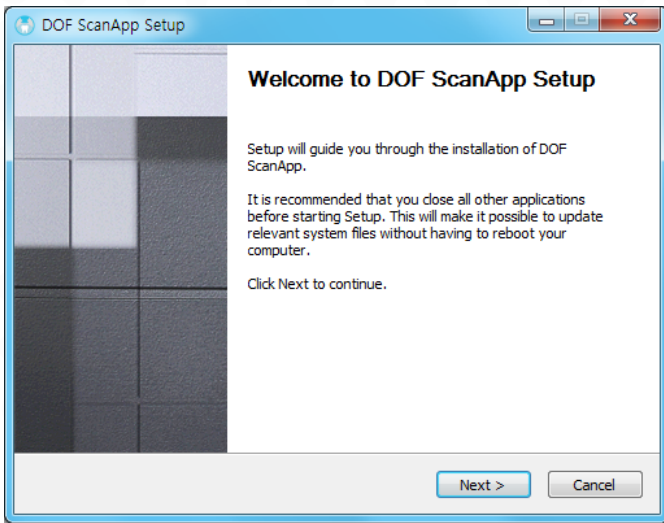 DOF ScanApp Setup
Welcome to DOF ScanApp Setup
Setup will guide you through the installation of DOF
ScanApp.
It is recommended that you close all other applications
before starting Setup. This will make it possible to update
relevant system files without having to reboot your
computer.
Click Next to continue.
Next >
Cancel